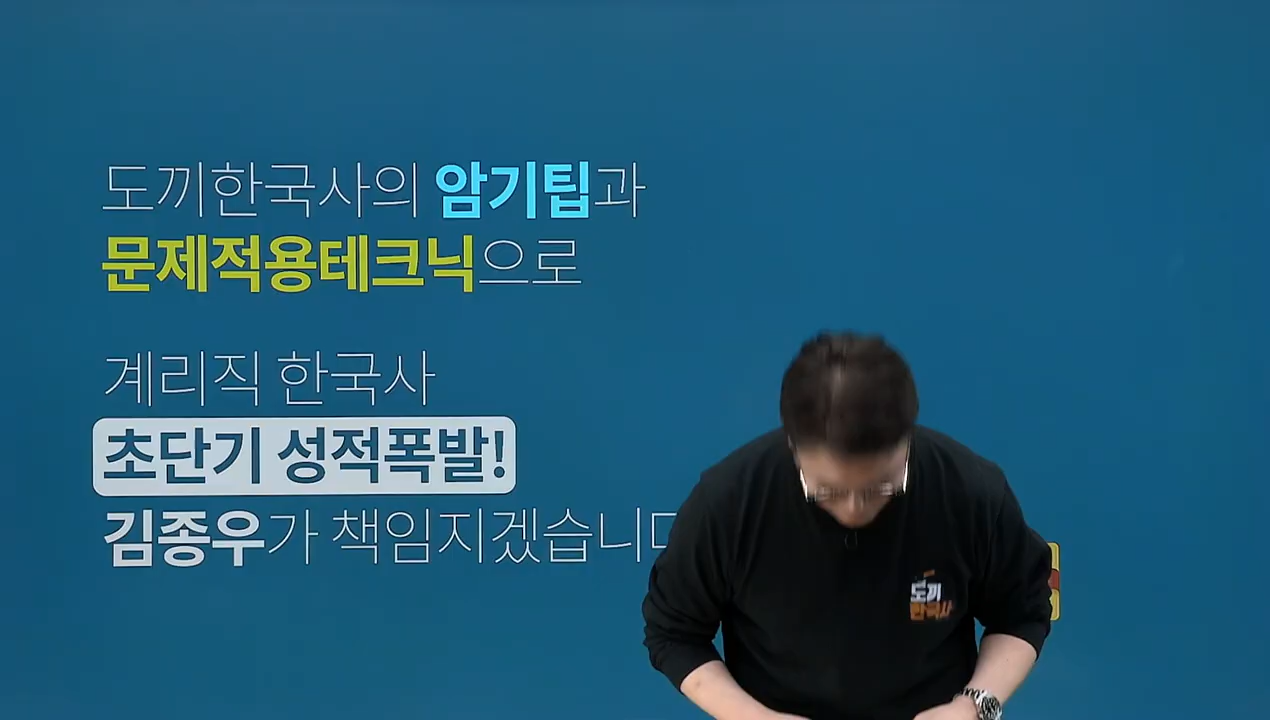 도끼한국사의 암기팁과
문제적용테크닉으로
계리직 한국사
초단기 성적폭발!
김종우가 책임지겠습니다
도끼
한국사